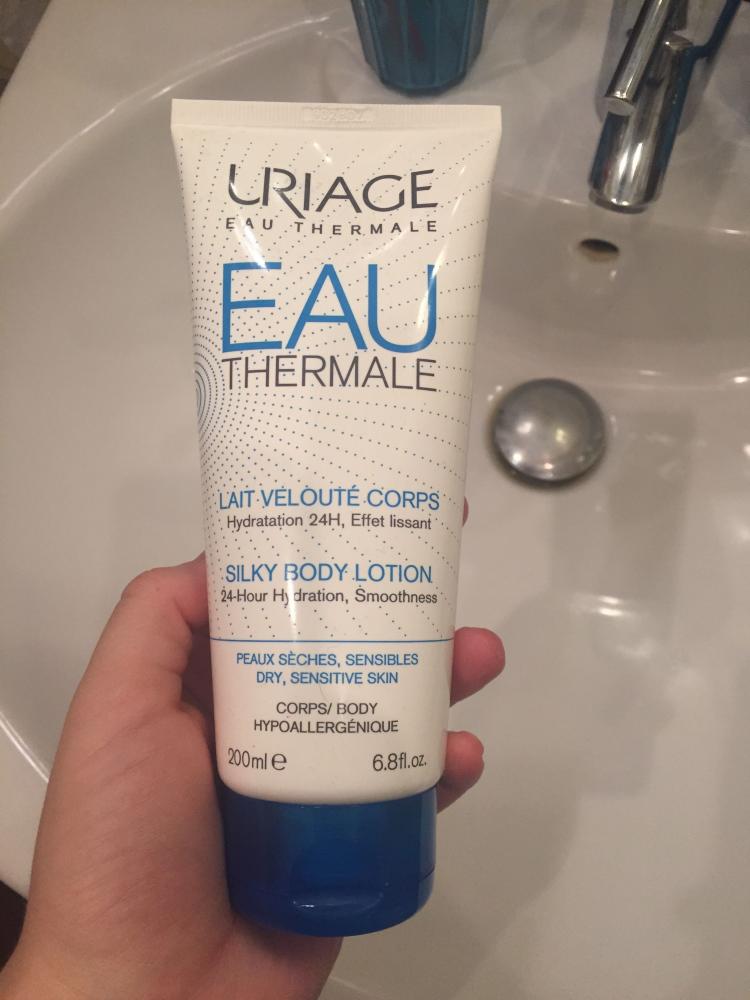 URIAGE
EAU THERMALE
EAU
THERMALE
LAIT VELOUTÉ CORPS
Hydratation 24H, Effet lissant
SILKY BODY LOTION
24-Hour Hydration, Smoothness
PEAUX SÈCHES, SENSIBLES
DRY, SENSITIVE SKIN
CORPS/ BODY
HYPOALLERGÉNIQUE
200ml e 6.8fl.oz.